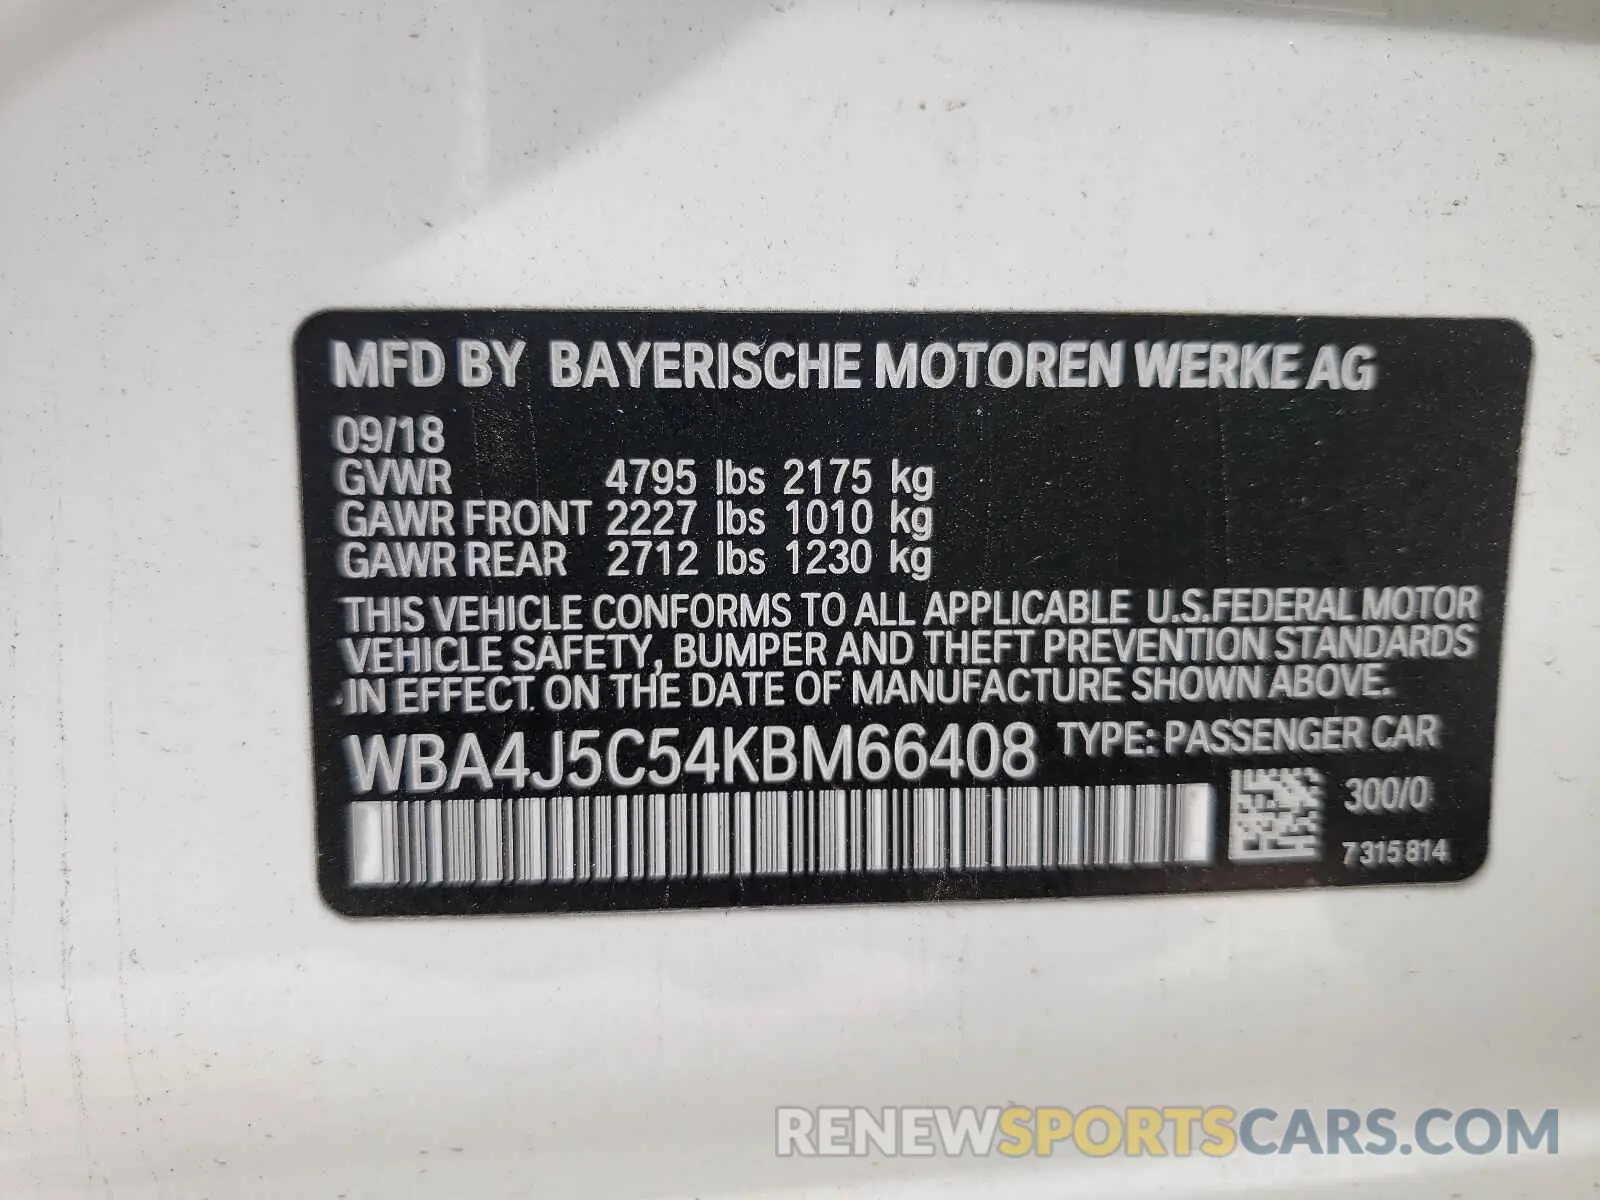 MFD BY BAYERISCHE MOTOREN WERKE AG
09/18
GVWR 4795 lbs 2175 kg
GAWR FRONT 2227 lbs 1010 kg
GAWR REAR 2712 lbs 1230 kg
THIS VEHICLE CONFORMS TO ALL APPLICABLE U.S.FEDERAL MOTOR
VEHICLE SAFETY, BUMPER AND THEFT PREVENTION STANDARDS
IN EFFECT ON THE DATE OF MANUFACTURE SHOWN ABOVE.
WBA4J5C54KBM66408 TYPE: PASSENGER CAR
300/0
7 315 814
RENEWSPORTSCARS.COM